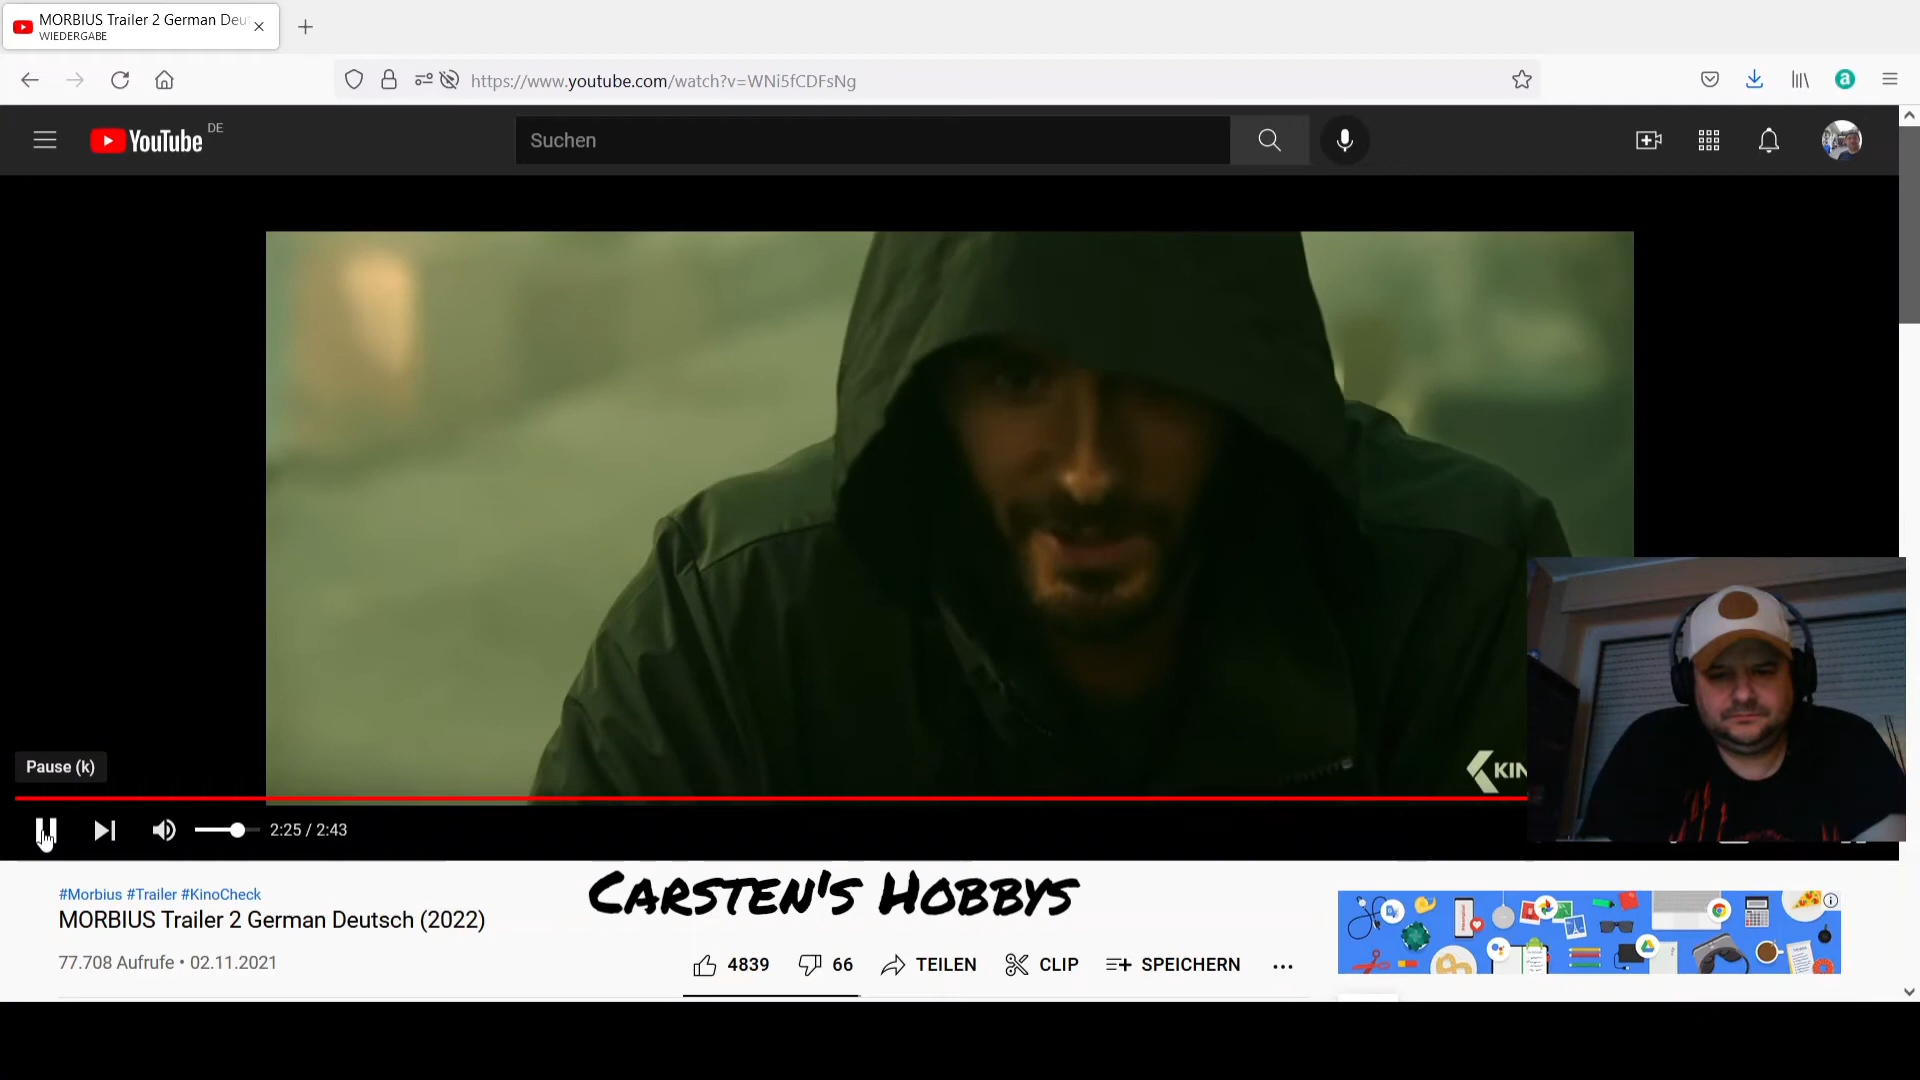 MORBIUS Trailer 2 German Deu
WIEDERGABE
https://www.youtube.com/watch?v=WNi5fCDFsNg
YouTube DE
Suchen
KIN
Pause (k)
2:25 / 2:43
#Morbius #Trailer #KinoCheck
MORBIUS Trailer 2 German Deutsch (2022)
77.708 Aufrufe • 02.11.2021
CARSTEN'S HOBBYS
4839 66 TEILEN CLIP SPEICHERN